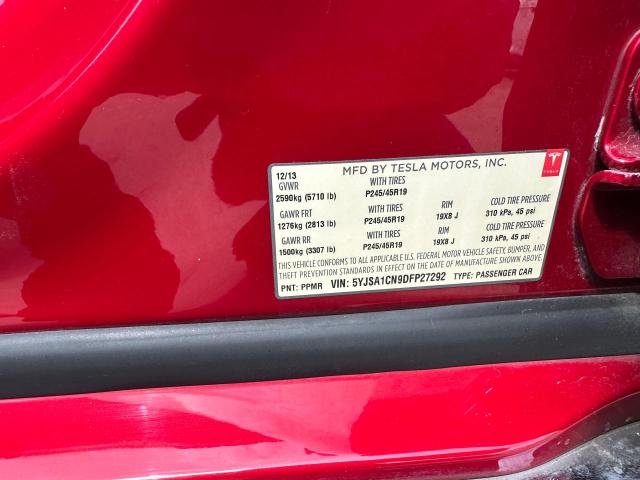 MFD BY TESLA MOTORS, INC.
TESLA
12/13
GVWR WITH TIRES
2590kg (5710 lb) P245/45R19
GAWR FRT WITH TIRES RIM COLD TIRE PRESSURE
1276kg (2813 lb) P245/45R19 19X8 J 310 kPa, 45 psi
GAWR RR WITH TIRES RIM COLD TIRE PRESSURE
1500kg (3307 lb) P245/45R19 19X8 J 310 kPa, 45 psi
THIS VEHICLE CONFORMS TO ALL APPLICABLE U.S. FEDERAL MOTOR VEHICLE SAFETY, BUMPER, AND
THEFT PREVENTION STANDARDS IN EFFECT ON THE DATE OF MANUFACTURE SHOWN ABOVE.
PNT: PPMR VIN: 5YJSA1CN9DFP27292 TYPE: PASSENGER CAR